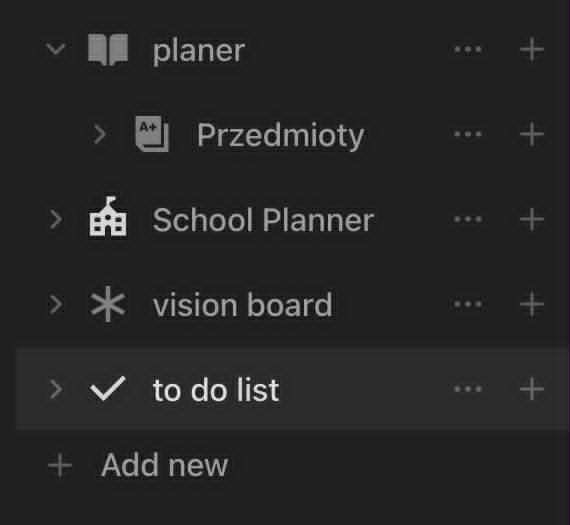 planer
A+
Przedmioty
School Planner
vision board
to do list
Add new